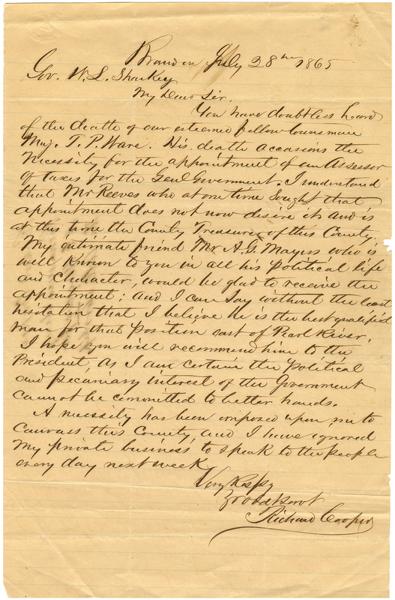 Brandon July 28th 1865
Gov. W. L. Sharkey
My Dear Sir.
You have doubtless heard
of the death of our esteemed fellow Countryman
Maj. T. P. Ware. His death occasions the
Necessity for the appointment of an Assessor
of taxes for the Genl Government. I understand
that Mr Reeves who at one time sought that
appointment does not now desire it, and is
at this time the County Treasurer of this County
My intimate friend Mr. A. G. Mayers who is
well known to you in all his Political life
and Character, would be glad to receive the
appointment; and I can say without the least
hesitation that I believe he is the best qualified
man for that Position east of Pearl River.
I hope you will recommend him to the
President, as I am certain the Political
and pecuniary interest of the Government
cannot be committed to better hands.
A necessity has been imposed upon me to
canvass this County, and I have ignored
my private business to speak to the people
every day next week
Very Respy
Yr obd Servt
Richard Cooper